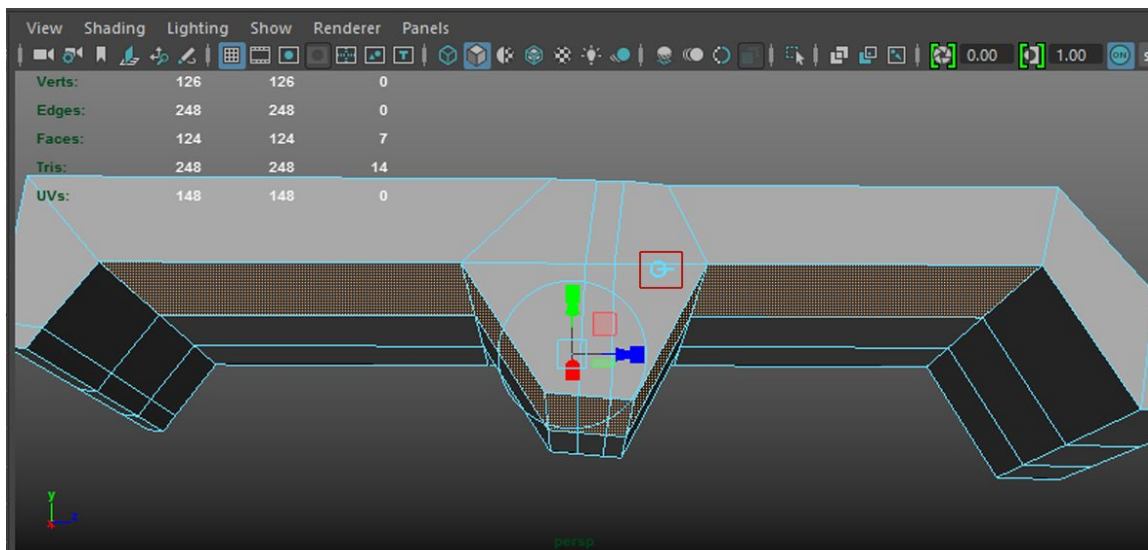 View Shading Lighting Show Renderer Panels
0.00 1.00 ON
Verts: 126 126 0
Edges: 248 248 0
Faces: 124 124 7
Tris: 248 248 14
UVs: 148 148 0
y
z
x
persp